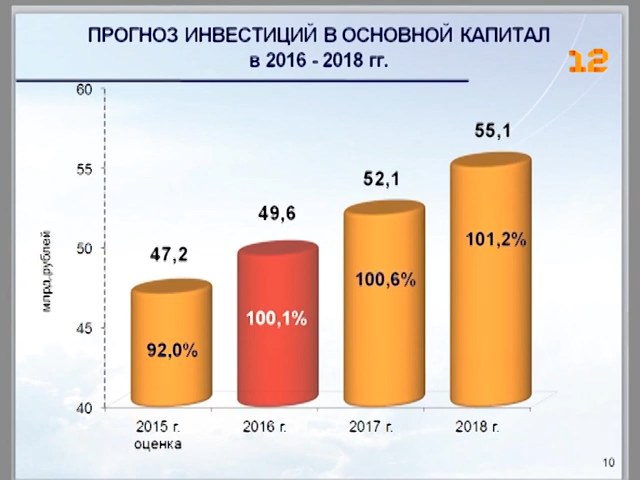 ПРОГНОЗ ИНВЕСТИЦИЙ В ОСНОВНОЙ КАПИТАЛ
в 2016 - 2018 гг.
12
60
55
50
45
40
млрд.рублей
47,2
49,6
52,1
55,1
92,0%
100,1%
100,6%
101,2%
2015 г.
оценка
2016 г.
2017 г.
2018 г.
10